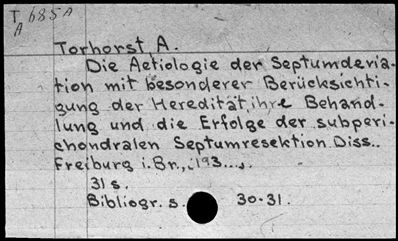 T 685A
A
Torhorst, A.
Die Aetiologie der Septumdevia-
tion mit besonderer Berücksichti-
gung der Heredität, ihre Behand-
lung und die Erfolge der subperi-
chondralen Septumresektion Diss..
Freiburg i. Br., 193...
31 s.
Bibliogr. s. 30-31.